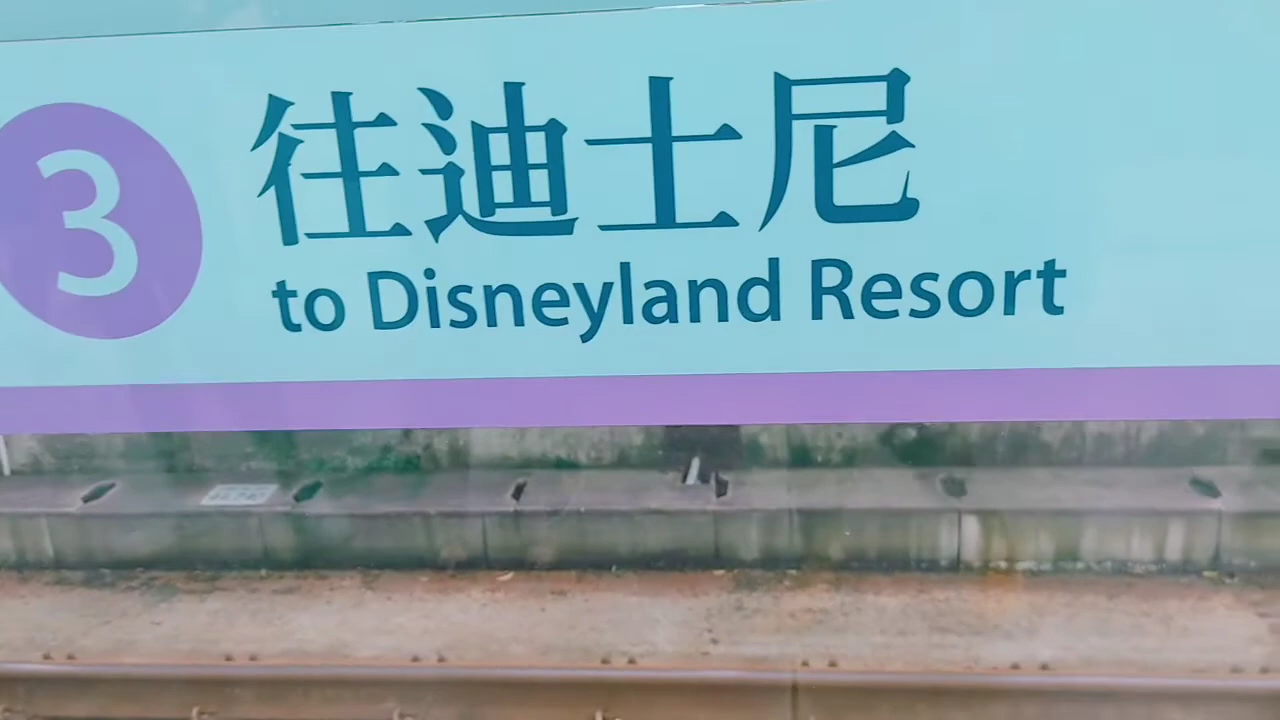 3
往迪士尼
to Disneyland Resort